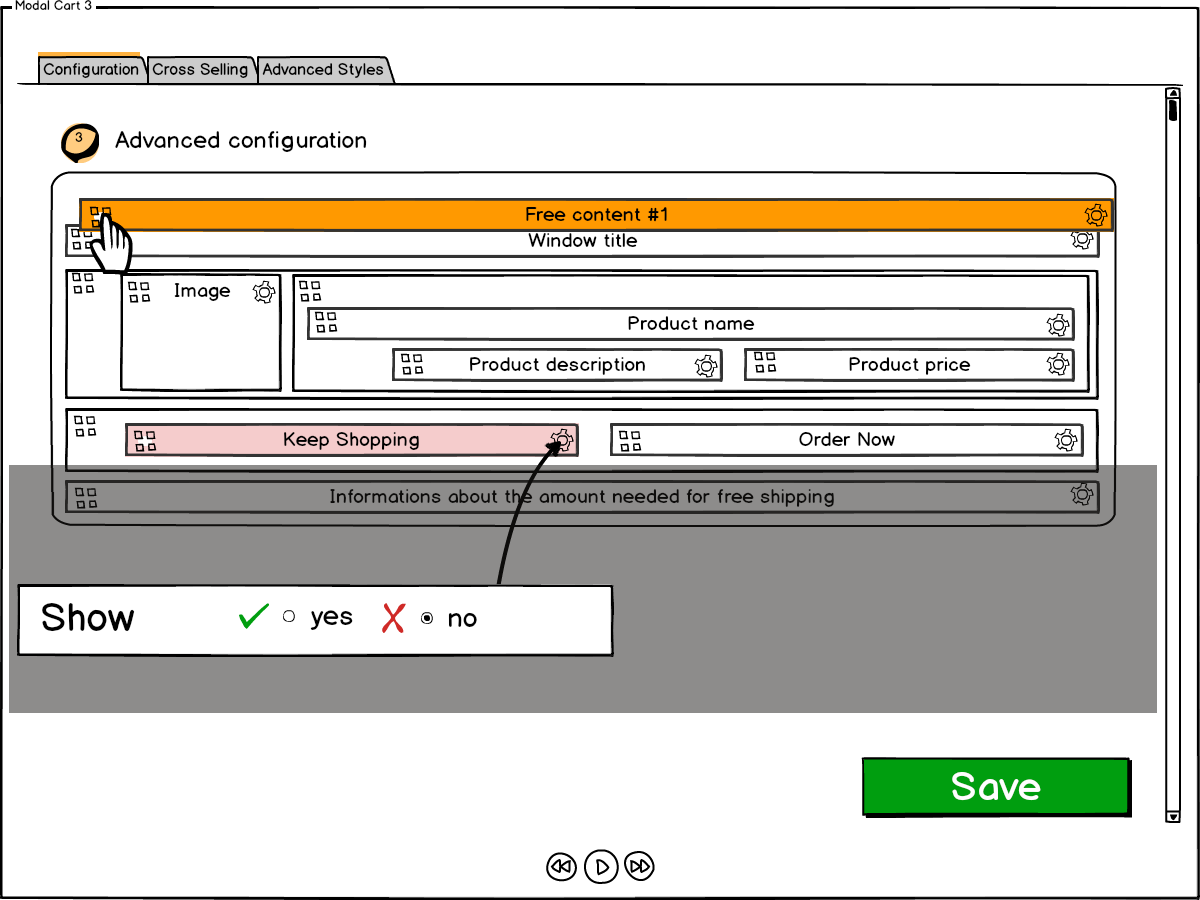 Modal Cart 3
Configuration Cross Selling Advanced Styles
3 Advanced configuration
Free content #1
Window title
Image
Product name
Product description Product price
Keep Shopping Order Now
Informations about the amount needed for free shipping
Show yes no
Save